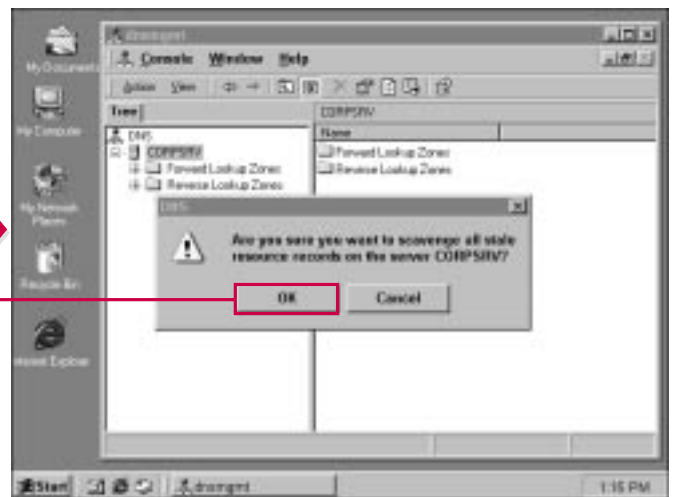 My Documents
dnsmgmt
Console Window Help
Action View
Tree
CORPSRV
My Computer
Name
DNS
CORPSRV
Forward Lookup Zones
Reverse Lookup Zones
Forward Lookup Zones
Reverse Lookup Zones
My Network
Places
DNS
Are you sure you want to scavenge all stale
resource records on the server CORPSRV?
Recycle Bin
OK
Cancel
Internet Explorer
Start
dnsmgmt
1:15 PM